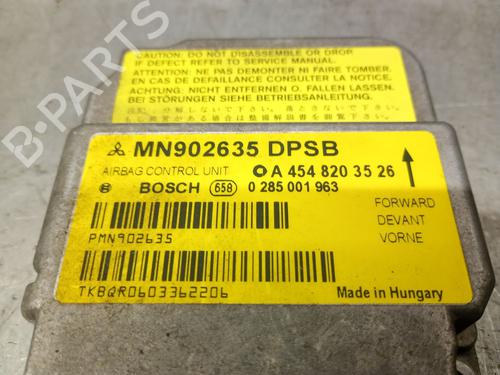 CAUTION: DO NOT DISASSEMBLE OR DROP
IF DEFECT REFER TO SERVICE MANUAL.
ATTENTION: NE PAS DEMONTER NI FAIRE TOMBER.
EN CAS DE DEFAILLANCE CONSULTER LA NOTICE.
ACHTUNG: NICHT ENTFERNEN O. FALLEN LASSEN.
BEI STÖRUNGEN SIEHE BETRIEBSANLEITUNG.
MN902635 DPSB
AIRBAG CONTROL UNIT A 454 820 35 26
BOSCH 658 0 285 001 963
FORWARD
DEVANT
VORNE
PMN902635
TKBQR0603362206
Made in Hungary
B-PARTS